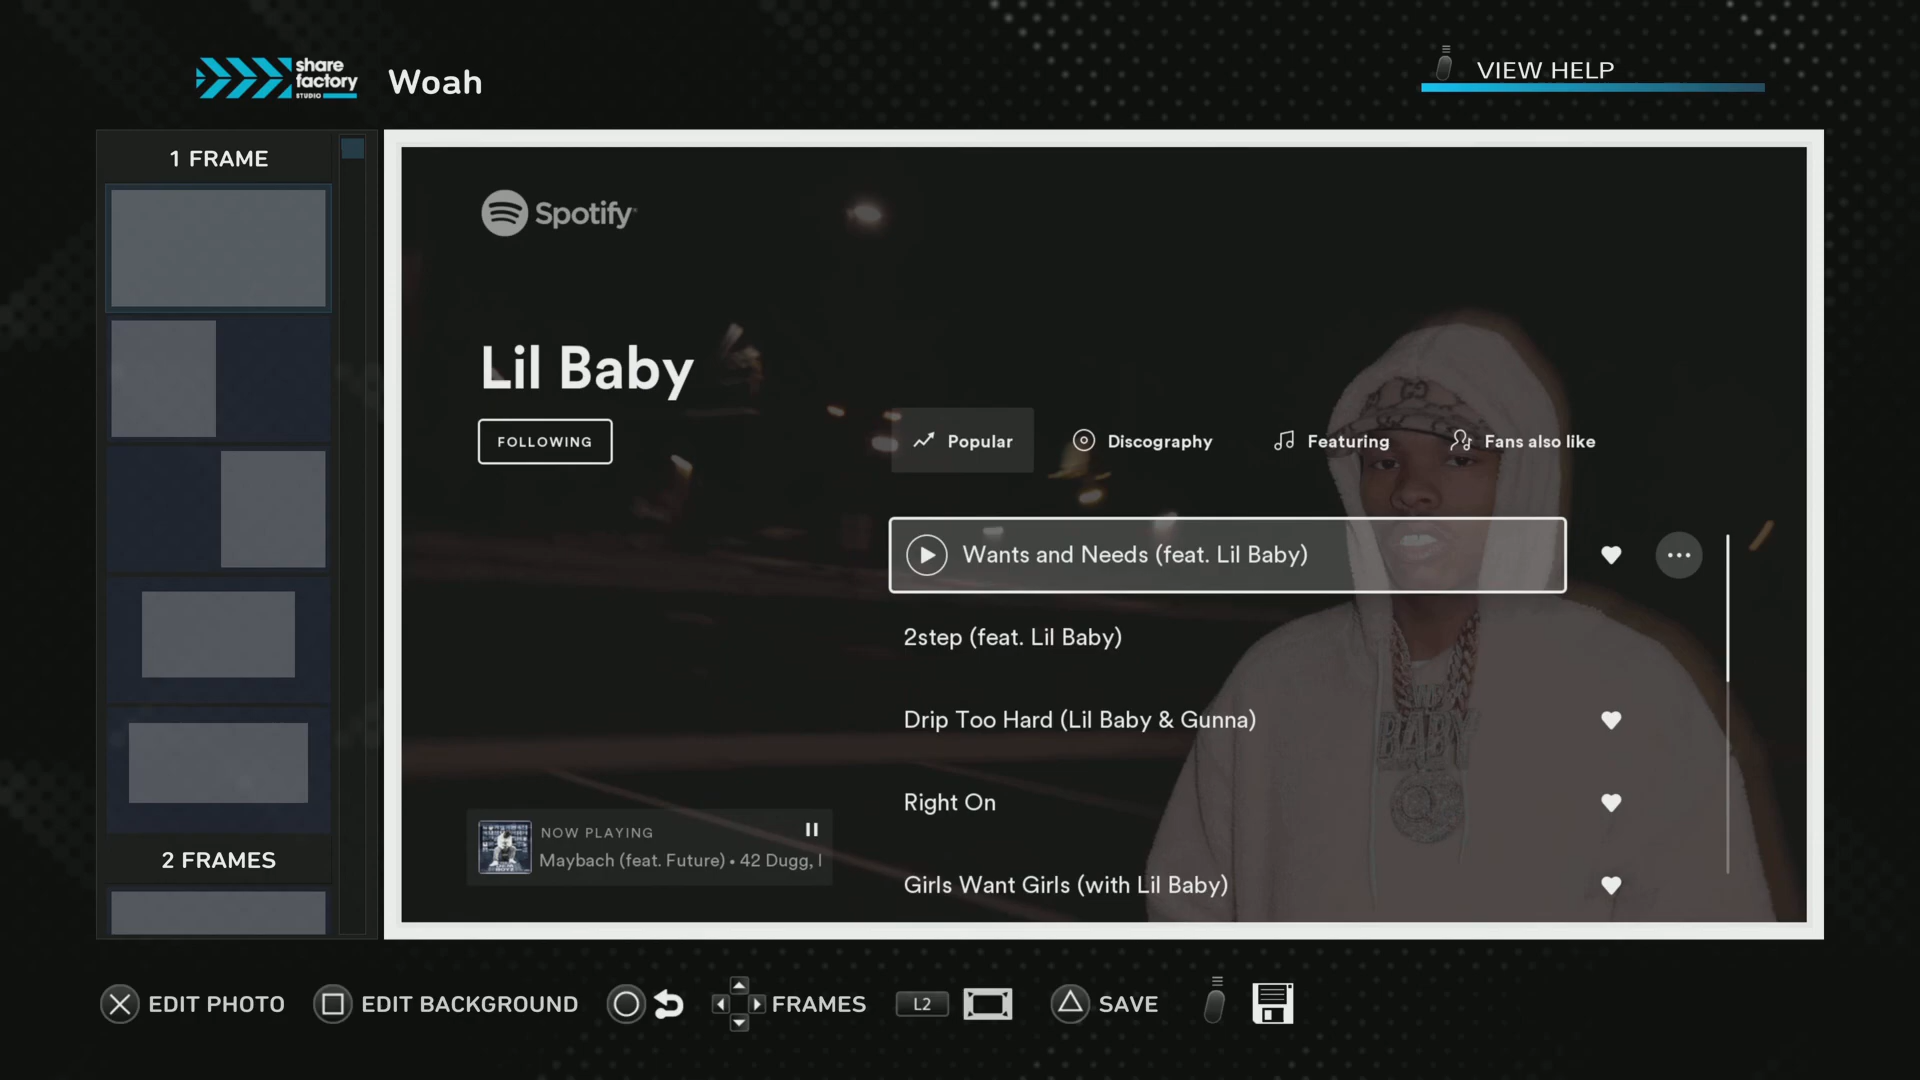 share
factory
STUDIO
Woah
VIEW HELP
1 FRAME
2 FRAMES
Spotify
Lil Baby
FOLLOWING
Popular
Discography
Featuring
Fans also like
Wants and Needs (feat. Lil Baby)
2step (feat. Lil Baby)
Drip Too Hard (Lil Baby & Gunna)
Right On
Girls Want Girls (with Lil Baby)
BABY
NOW PLAYING
Maybach (feat. Future) • 42 Dugg,
EDIT PHOTO
EDIT BACKGROUND
FRAMES
L2
SAVE